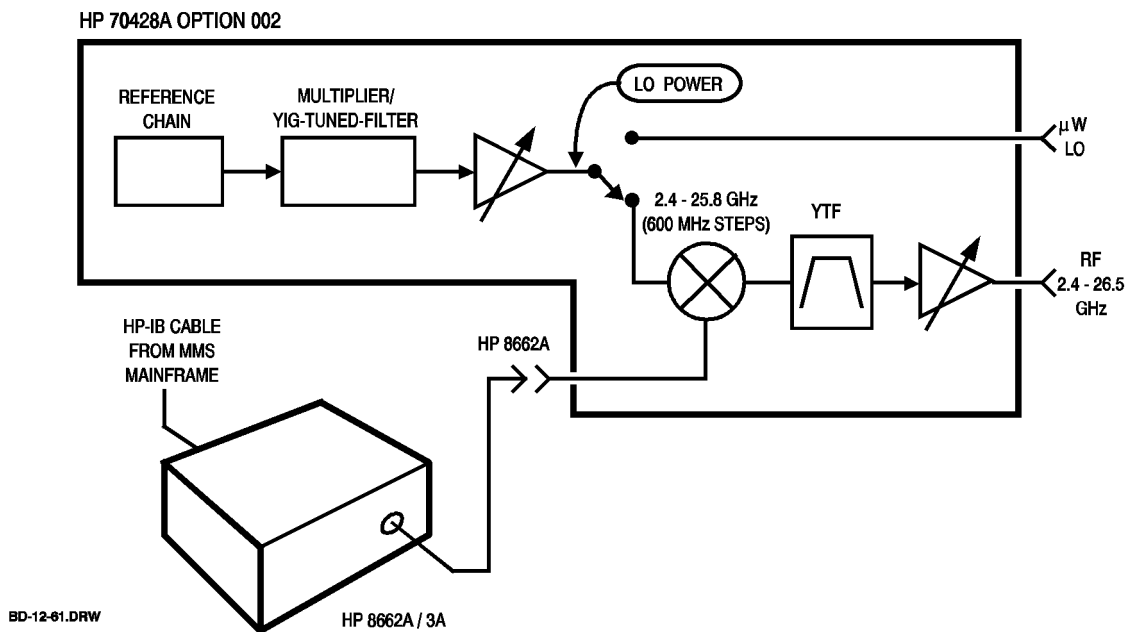 HP 70428A OPTION 002
REFERENCE
CHAIN
MULTIPLIER/
YIG-TUNED-FILTER
LO POWER
µW
LO
2.4 - 25.8 GHz
(600 MHz STEPS)
YTF
RF
2.4 - 26.5
GHz
HP-IB CABLE
FROM MMS
MAINFRAME
HP 8662A
HP 8662A / 3A
BD-12-61.DRW